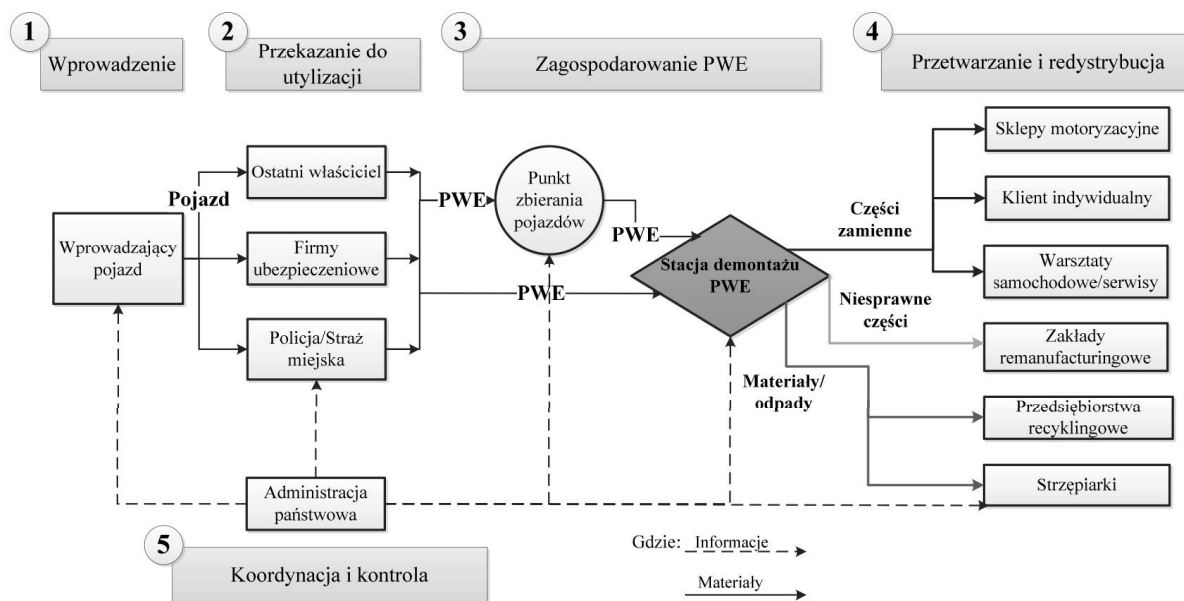 1
Wprowadzenie
2
Przekazanie do
utylizacji
3
Zagospodarowanie PWE
4
Przetwarzanie i redystrybucja
Wprowadzający
pojazd
Pojazd
Ostatni właściciel
Firmy
ubezpieczeniowe
Policja/Straż
miejska
PWE
Punkt
zbierania
pojazdów
PWE
PWE
Stacja demontażu
PWE
Części
zamienne
Niesprawne
części
Materiały/
odpady
Sklepy motoryzacyjne
Klient indywidualny
Warsztaty
samochodowe/serwisy
Zakłady
remanufacturingowe
Przedsiębiorstwa
recyklingowe
Strzępiarki
Administracja
państwowa
5
Koordynacja i kontrola
Gdzie: Informacje
Materiały